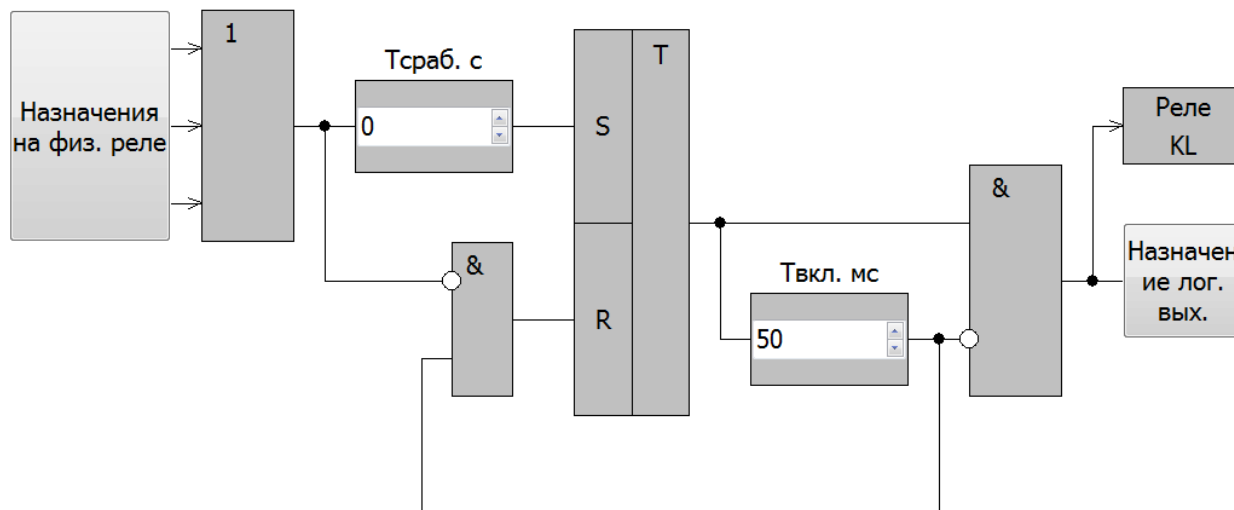 Назначения
на физ. реле
1
Тсраб. с
0
&
S
R
T
Твкл. мс
50
&
Реле
KL
Назначен
ие лог.
вых.